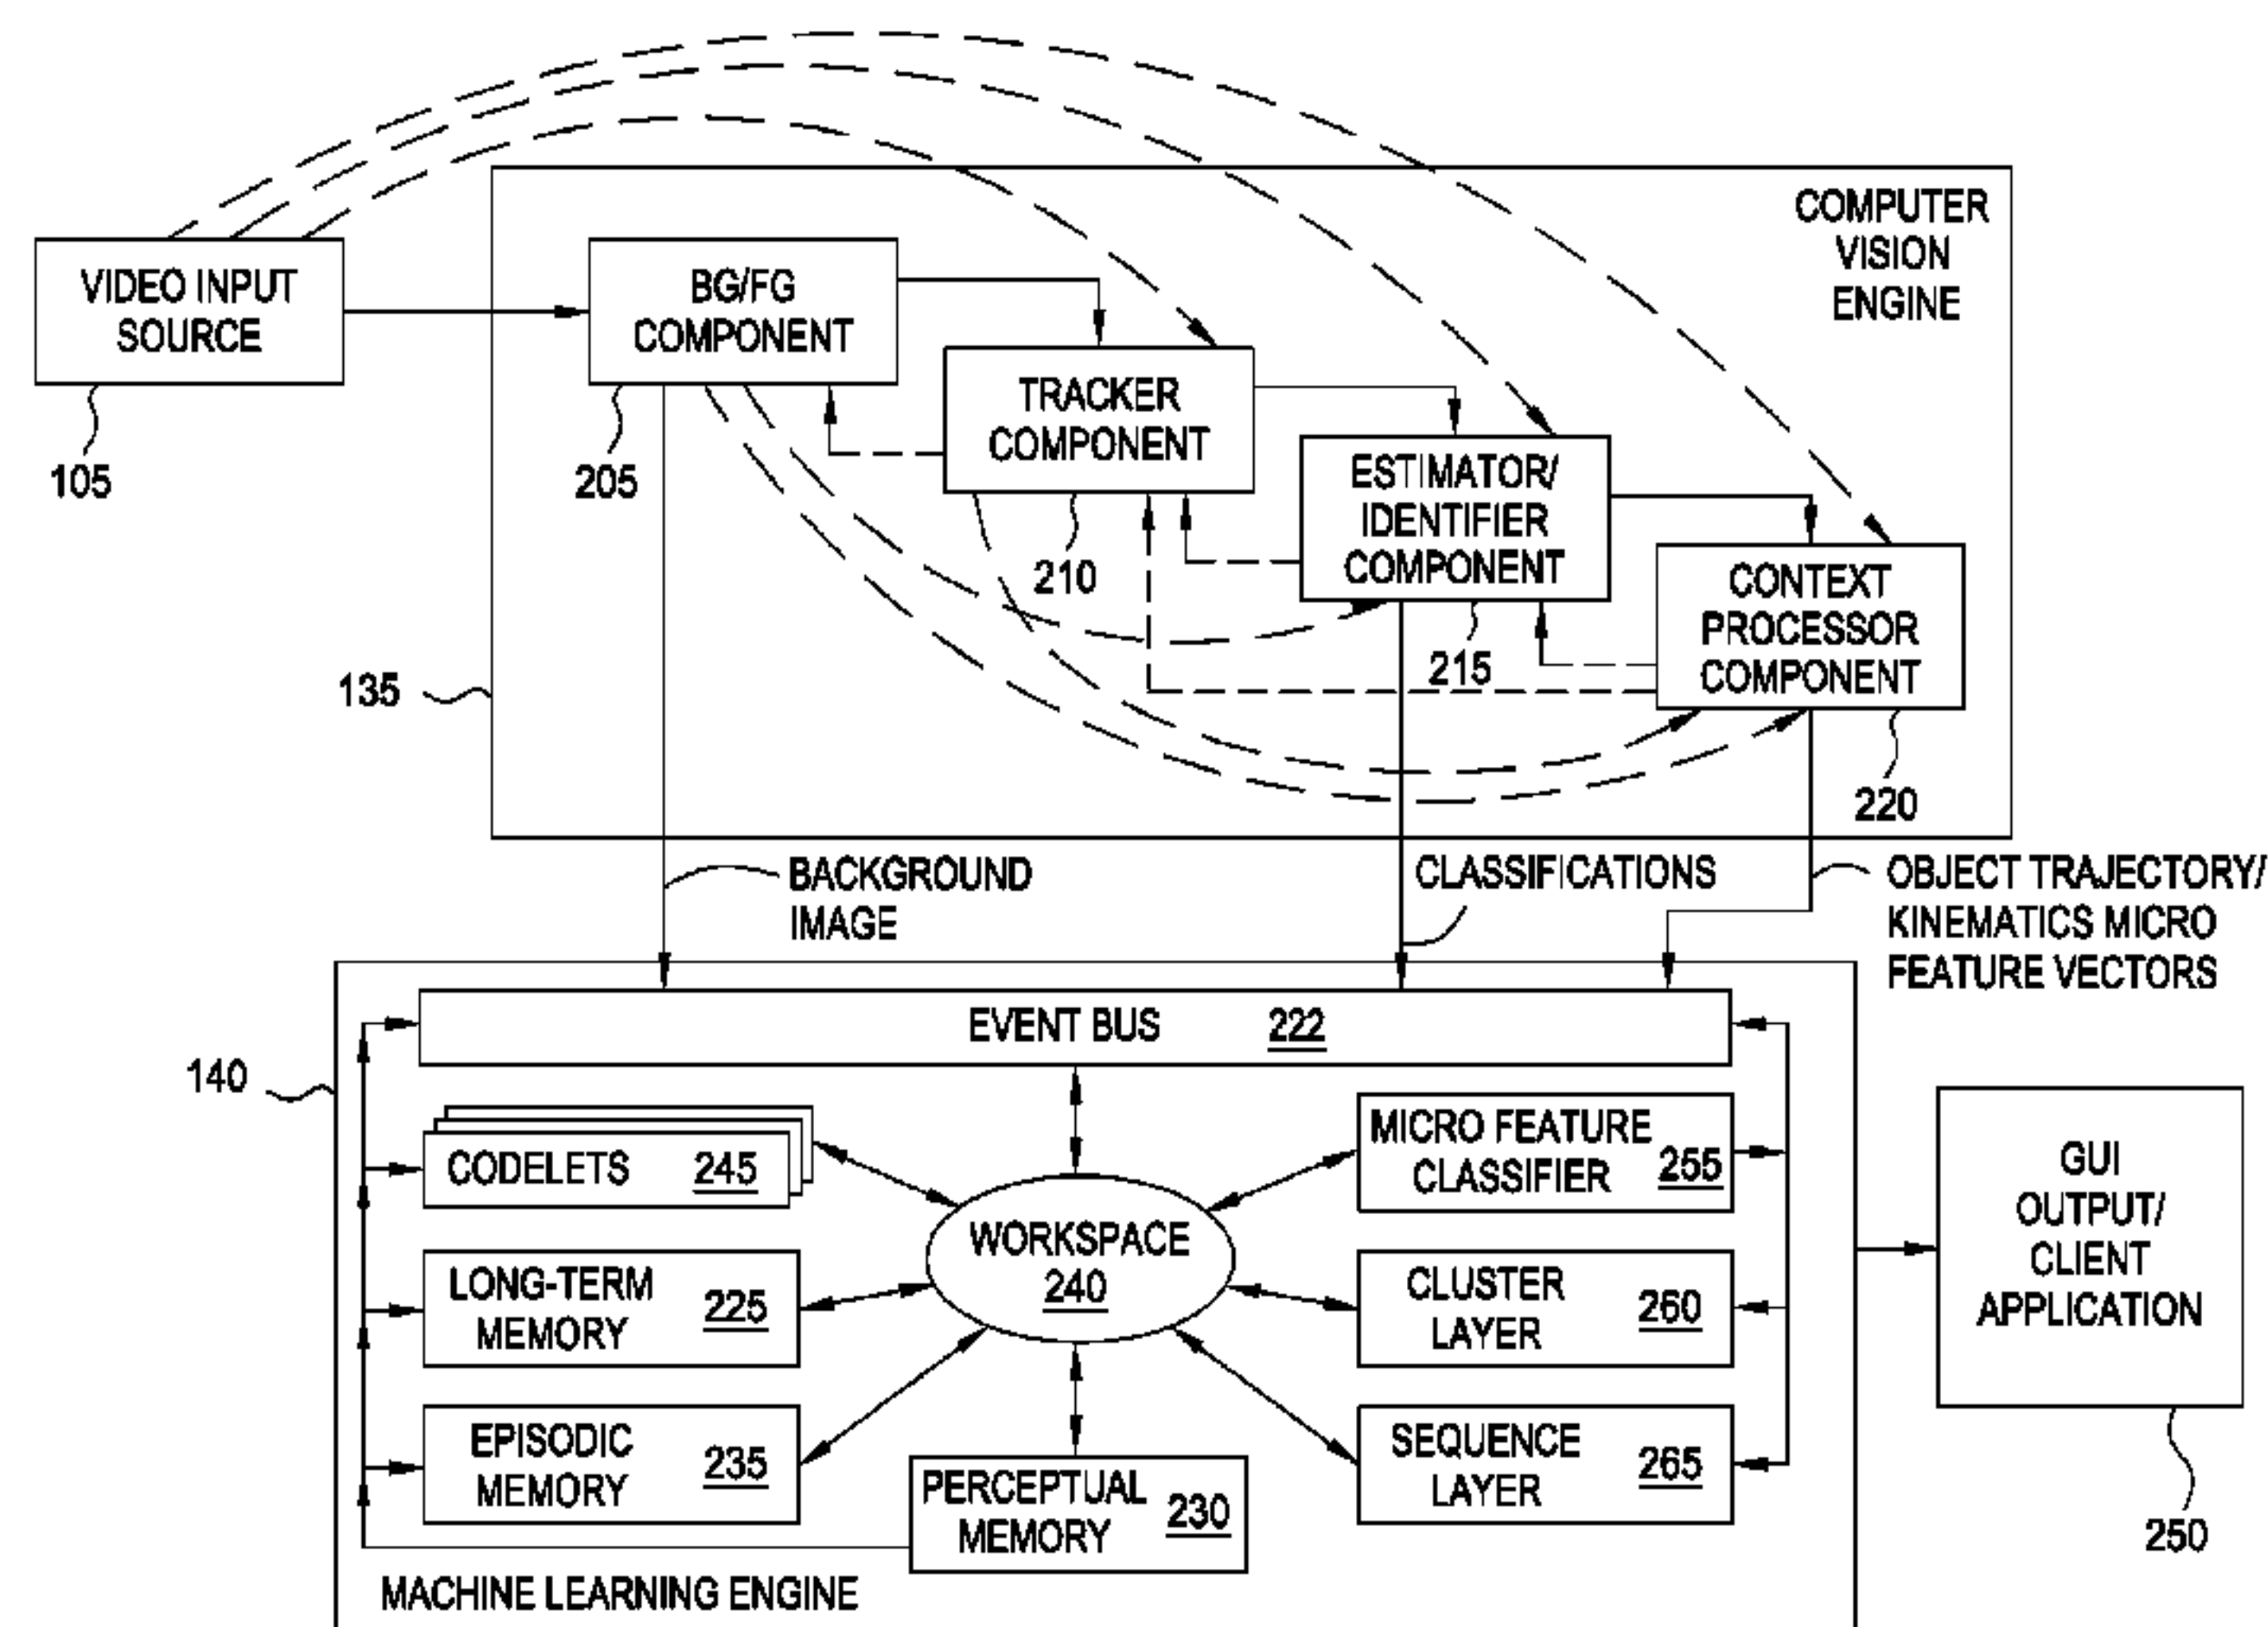 COMPUTER
VISION
ENGINE
VIDEO INPUT
SOURCE
105
BG/FG
COMPONENT
205
TRACKER
COMPONENT
210
ESTIMATOR/
IDENTIFIER
COMPONENT
215
CONTEXT
PROCESSOR
COMPONENT
220
135
BACKGROUND
IMAGE
CLASSIFICATIONS
OBJECT TRAJECTORY/
KINEMATICS MICRO
FEATURE VECTORS
140
EVENT BUS 222
CODELETS 245
LONG-TERM
MEMORY 225
EPISODIC
MEMORY 235
WORKSPACE
240
PERCEPTUAL
MEMORY 230
MICRO FEATURE
CLASSIFIER 255
CLUSTER
LAYER 260
SEQUENCE
LAYER 265
MACHINE LEARNING ENGINE
GUI
OUTPUT/
CLIENT
APPLICATION
250